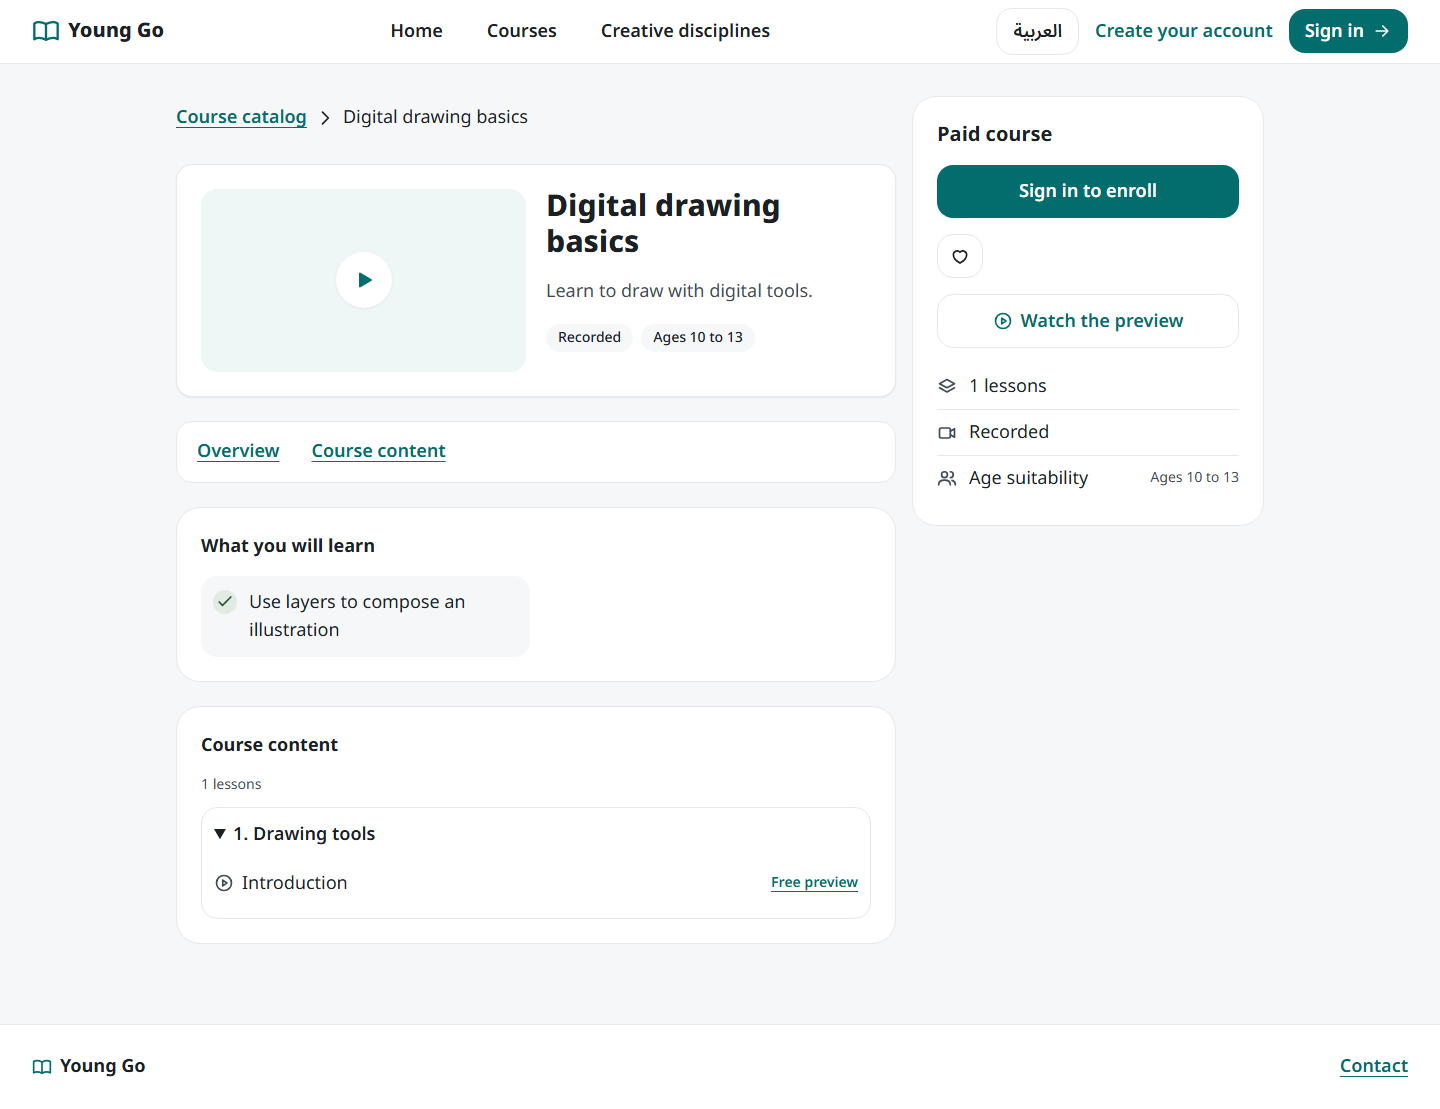 Young Go
Home
Courses
Creative disciplines
العربية
Create your account
Sign in
Course catalog
Digital drawing basics
Digital drawing
basics
Learn to draw with digital tools.
Recorded
Ages 10 to 13
Overview
Course content
What you will learn
Use layers to compose an
illustration
Course content
1 lessons
1. Drawing tools
Introduction
Free preview
Paid course
Sign in to enroll
Watch the preview
1 lessons
Recorded
Age suitability
Ages 10 to 13
Young Go
Contact